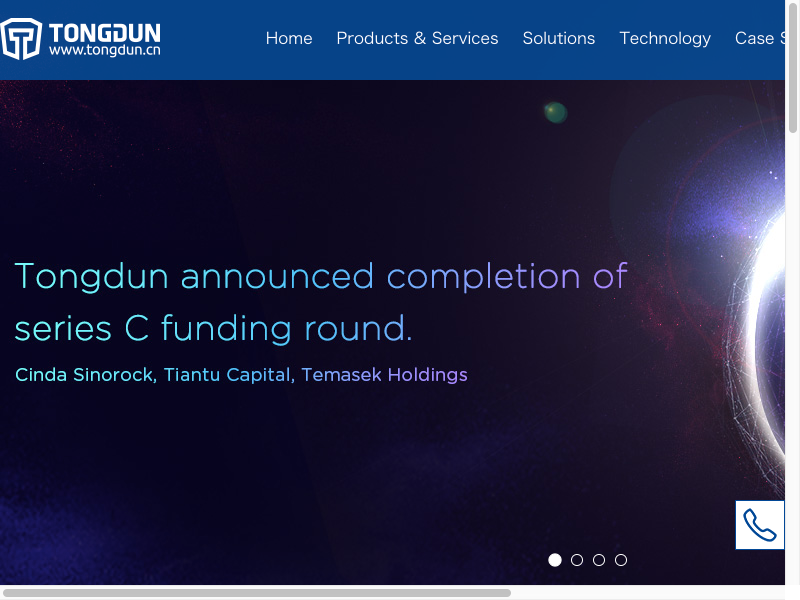 TONGDUN
www.tongdun.cn
Home Products & Services Solutions Technology Case S
Tongdun announced completion of
series C funding round.
Cinda Sinorock, Tiantu Capital, Temasek Holdings